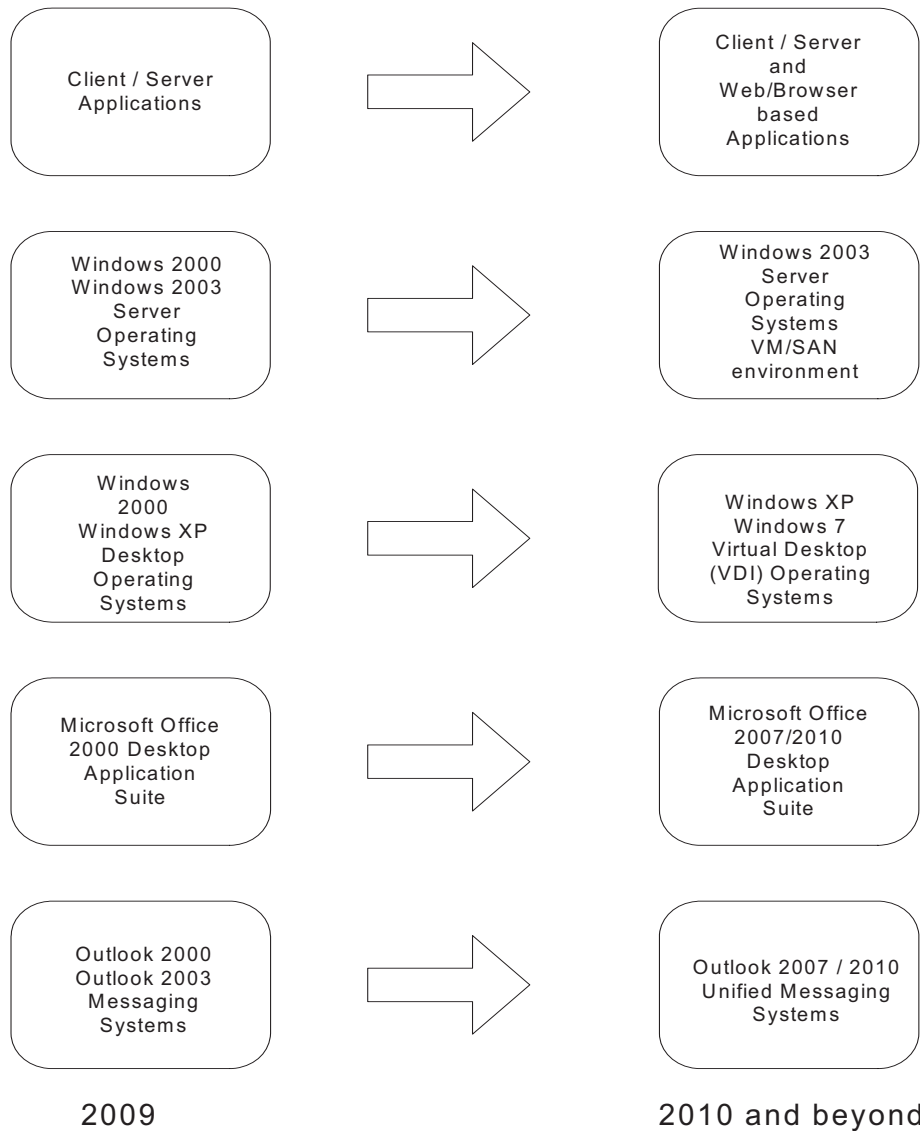 Client / Server
Applications
Client / Server
and
Web/Browser
based
Applications
Windows 2000
Windows 2003
Server
Operating
Systems
Windows 2003
Server
Operating
Systems
VM/SAN
environment
Windows
2000
Windows XP
Desktop
Operating
Systems
Windows XP
Windows 7
Virtual Desktop
(VDI) Operating
Systems
Microsoft Office
2000 Desktop
Application
Suite
Microsoft Office
2007/2010
Desktop
Application
Suite
Outlook 2000
Outlook 2003
Messaging
Systems
Outlook 2007 / 2010
Unified Messaging
Systems
2009
2010 and beyond